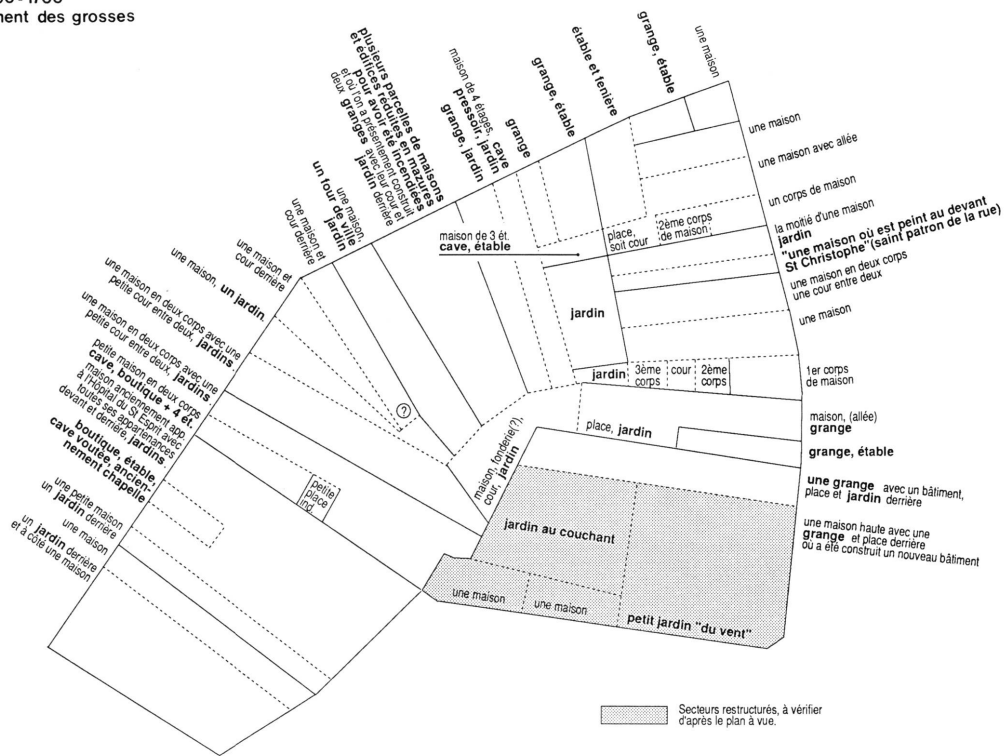 ment des grosses
une maison
grange, étable
étable et fenière
grange, étable
grange
maison de 4 étages, cave
pressoir, jardin
grange, jardin
plusieurs parcelles de maisons
et édifices réduites en mazures
pour avoir été incendiées
et où l'on a présentement construit
deux granges avec leur cour et
jardin derrière
une maison,
un four de ville
jardin
une maison et
cour derrière
une maison et
cour derrière
une maison, un jardin.
une maison en deux corps avec une
petite cour entre deux, jardins
une maison en deux corps avec une
petite cour entre deux, jardins
petite maison en deux corps
cave, boutique + 4 ét.
maison anciennement app.
à l'Hôpital du St Esprit avec
toutes ses appartenances
devant et derrière, jardins.
boutique, étable,
cave voutée, ancien-
nement chapelle
une petite maison
un jardin derrière
une maison
un jardin derrière
et à côté une maison
maison de 3 ét.
cave, étable
place,
soit cour
2ème corps
de maison
jardin
jardin
3ème
corps
cour
2ème
corps
place, jardin
(?)
maison, fonderie(?),
cour, jardin
petite
place
ind.
jardin au couchant
une maison
une maison
petit jardin "du vent"
une maison
une maison avec allée
un corps de maison
la moitié d'une maison
jardin
"une maison où est peint au devant
St Christophe"(saint patron de la rue)
une maison en deux corps
une cour entre deux
une maison
1er corps
de maison
maison, (allée)
grange
grange, étable
une grange avec un bâtiment,
place et jardin derrière
une maison haute avec une
grange et place derrière
où a été construit un nouveau bâtiment
Secteurs restructurés, à vérifier
d'après le plan à vue.